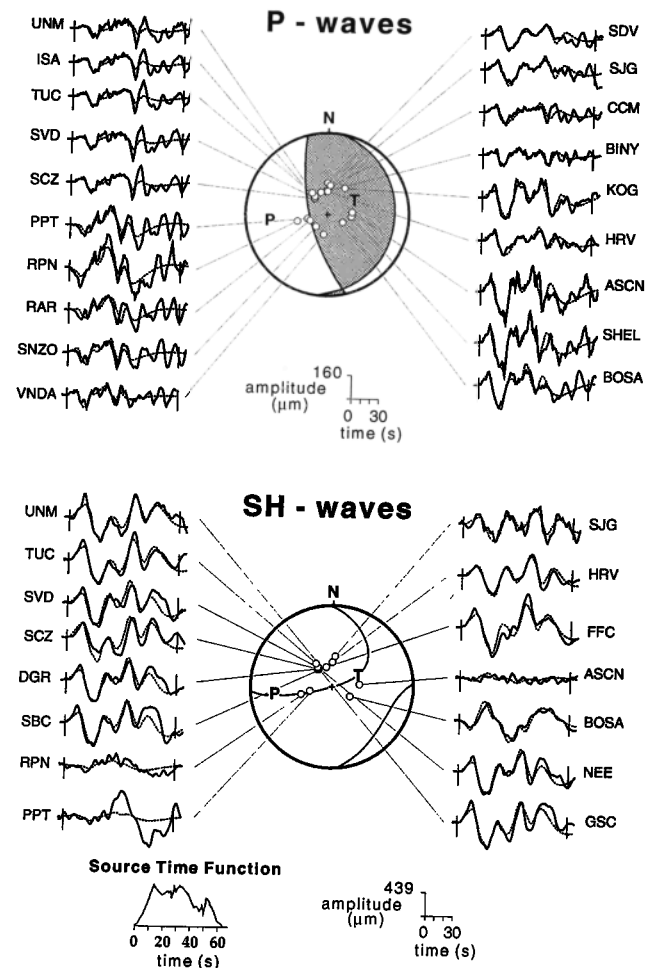 P - waves
UNM
ISA
TUC
SVD
SCZ
PPT
RPN
RAR
SNZO
VNDA
N
P
T
SDV
SJG
CCM
BINY
KOG
HRV
ASCN
SHEL
BOSA
160
amplitude
(μm)
0 30
time (s)
SH - waves
UNM
TUC
SVD
SCZ
DGR
SBC
RPN
PPT
N
P
T
SJG
HRV
FFC
ASCN
BOSA
NEE
GSC
Source Time Function
0 20 40 60
time (s)
439
amplitude
(μm)
0 30
time (s)